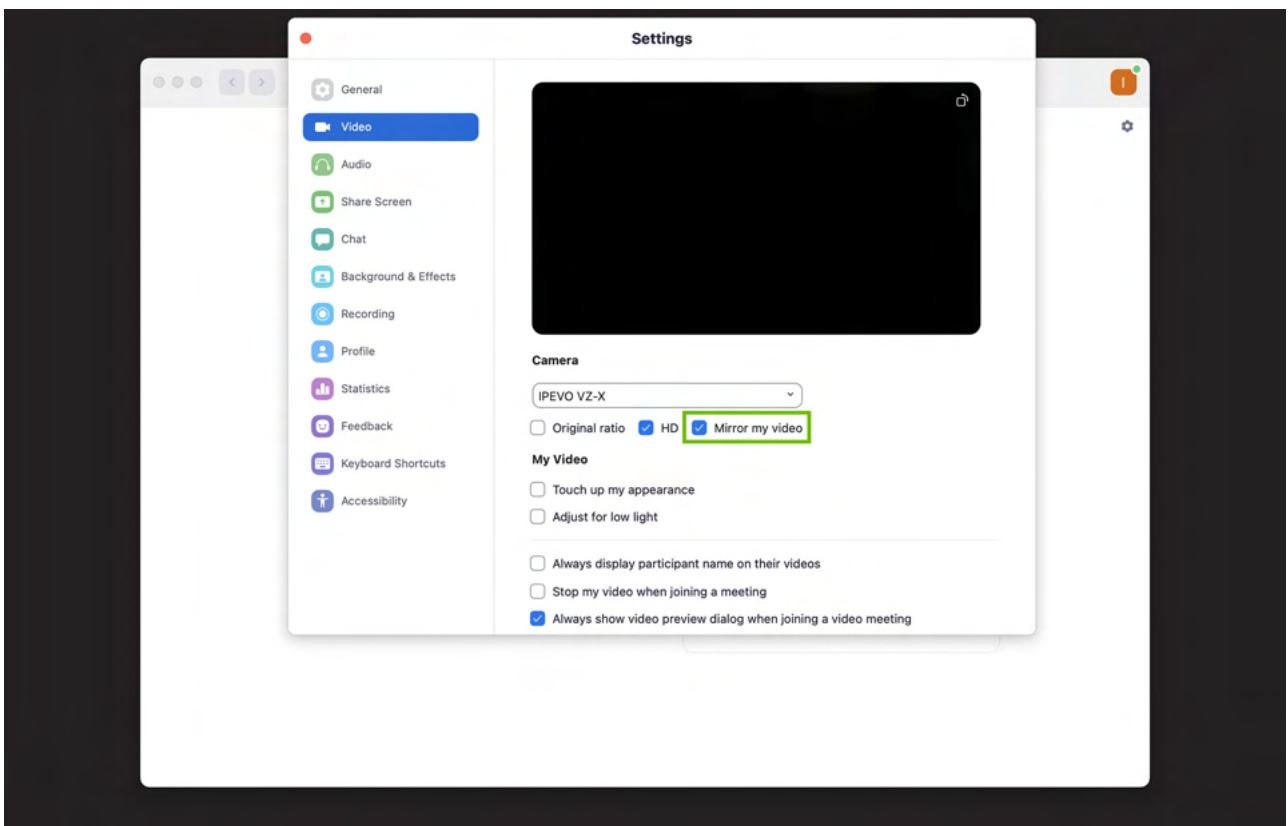 Settings
I
General
Video
Audio
Share Screen
Chat
Background & Effects
Recording
Profile
Statistics
Feedback
Keyboard Shortcuts
Accessibility
Camera
IPEVO VZ-X
Original ratio HD Mirror my video
My Video
Touch up my appearance
Adjust for low light
Always display participant name on their videos
Stop my video when joining a meeting
Always show video preview dialog when joining a video meeting